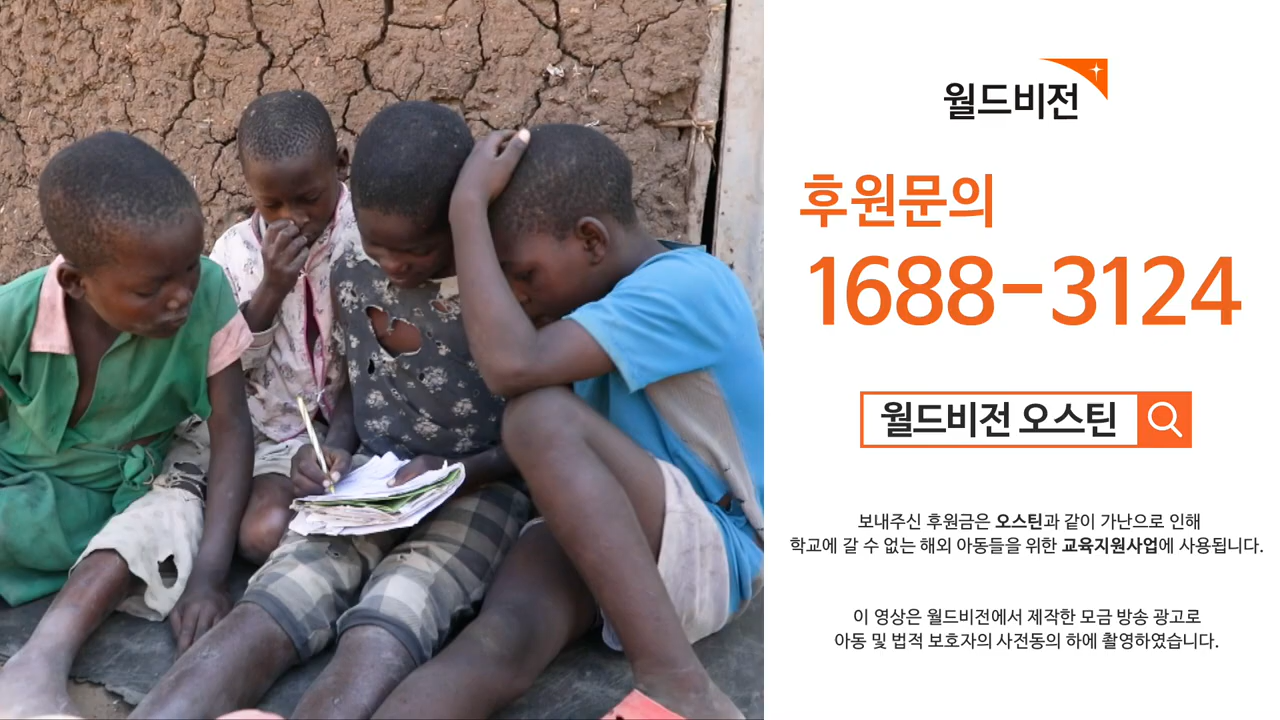 월드비전
후원문의
1688-3124
월드비전 오스틴
보내주신 후원금은 오스틴과 같이 가난으로 인해
학교에 갈 수 없는 해외 아동들을 위한 교육지원사업에 사용됩니다.
이 영상은 월드비전에서 제작한 모금 방송 광고로
아동 및 법적 보호자의 사전동의 하에 촬영하였습니다.